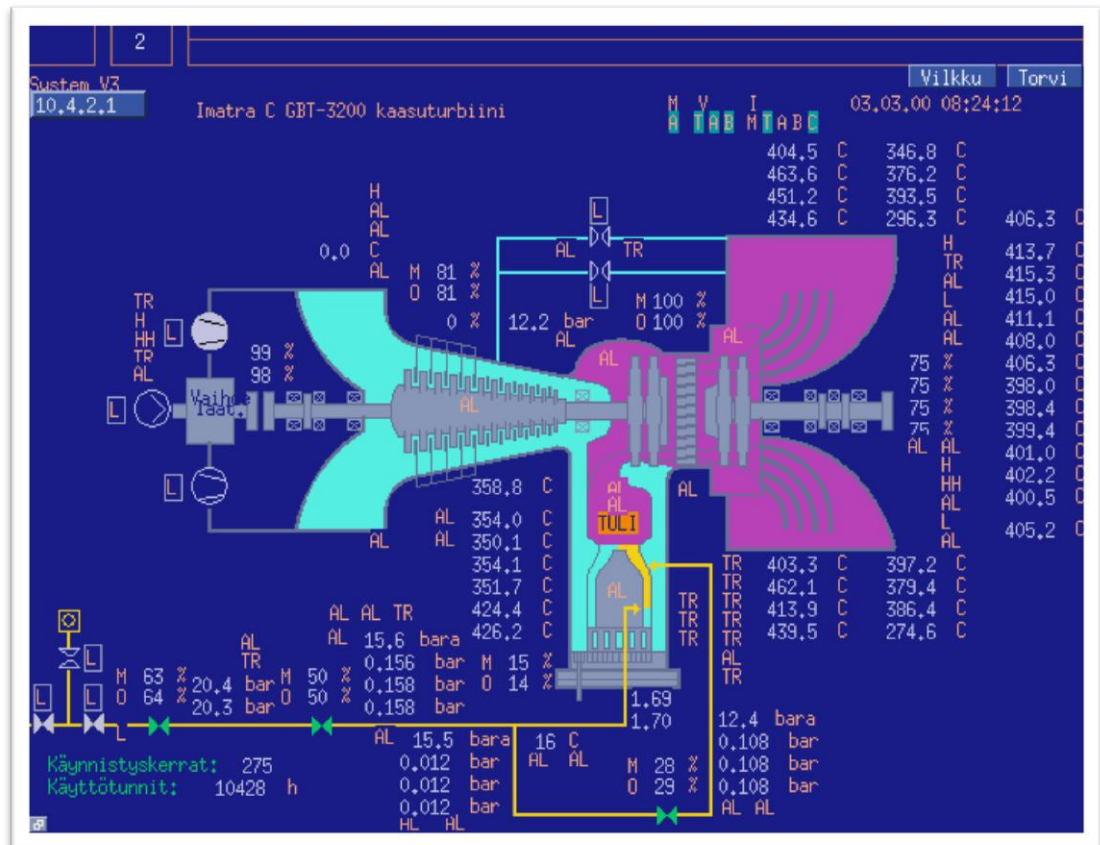 2
System V3
10.4.2.1
Imatra C GBT-3200 kaasuturbiini
Vilkku Torvi
M V I
A TAB MTABC
03.03.00 08:24:12
404.5 C 346.8 C
463.6 C 376.2 C
451.2 C 393.5 C
434.6 C 296.3 C
406.3 C
H
AL
AL
0.0 C
AL
M 81 %
O 81 %
0 %
12.2 bar
AL
L
AL TR
L
M 100 %
O 100 %
H
TR
AL
L
AL
AL
413.7 C
415.3 C
415.0 C
411.1 C
408.0 C
406.3 C
398.0 C
398.4 C
399.4 C
401.0 C
402.2 C
400.5 C
405.2 C
75 %
75 %
75 %
75 %
AL AL
H
HH
AL
L
AL
TR
H
HH
TR
AL
L
99 %
98 %
L
Vaihde
laat.
L
AL
AL
AL
AL
AL
358.8 C
AL 354.0 C
AL 350.1 C
354.1 C
351.7 C
424.4 C
426.2 C
AL
AL
TULI
AL
TR
TR
TR
TR
TR
TR
TR
TR
AL
TR
403.3 C 397.2 C
462.1 C 379.4 C
413.9 C 386.4 C
439.5 C 274.6 C
AL AL TR
AL 15.6 bara
0.156 bar
0.158 bar
0.158 bar
M 15 %
O 14 %
AL
TR
L
L
L
M 63 %
O 64 %
20.4 bar
20.3 bar
M 50 %
O 50 %
1.69
1.70
L
AL 15.5 bara
0.012 bar
0.012 bar
0.012 bar
AL
16 C
AL AL
M 28 %
O 29 %
12.4 bara
0.108 bar
0.108 bar
0.108 bar
AL AL
Käynnistyskerrat: 275
Käyttötunnit: 10428 h